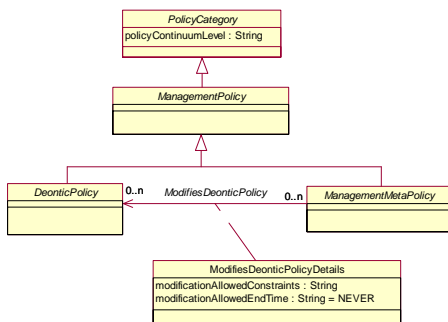 PolicyCategory
policyContinuumLevel : String
ManagementPolicy
DeonticPolicy
0..n
ModifiesDeonticPolicy
0..n
ManagementMetaPolicy
ModifiesDeonticPolicyDetails
modificationAllowedConstraints : String
modificationAllowedEndTime : String = NEVER